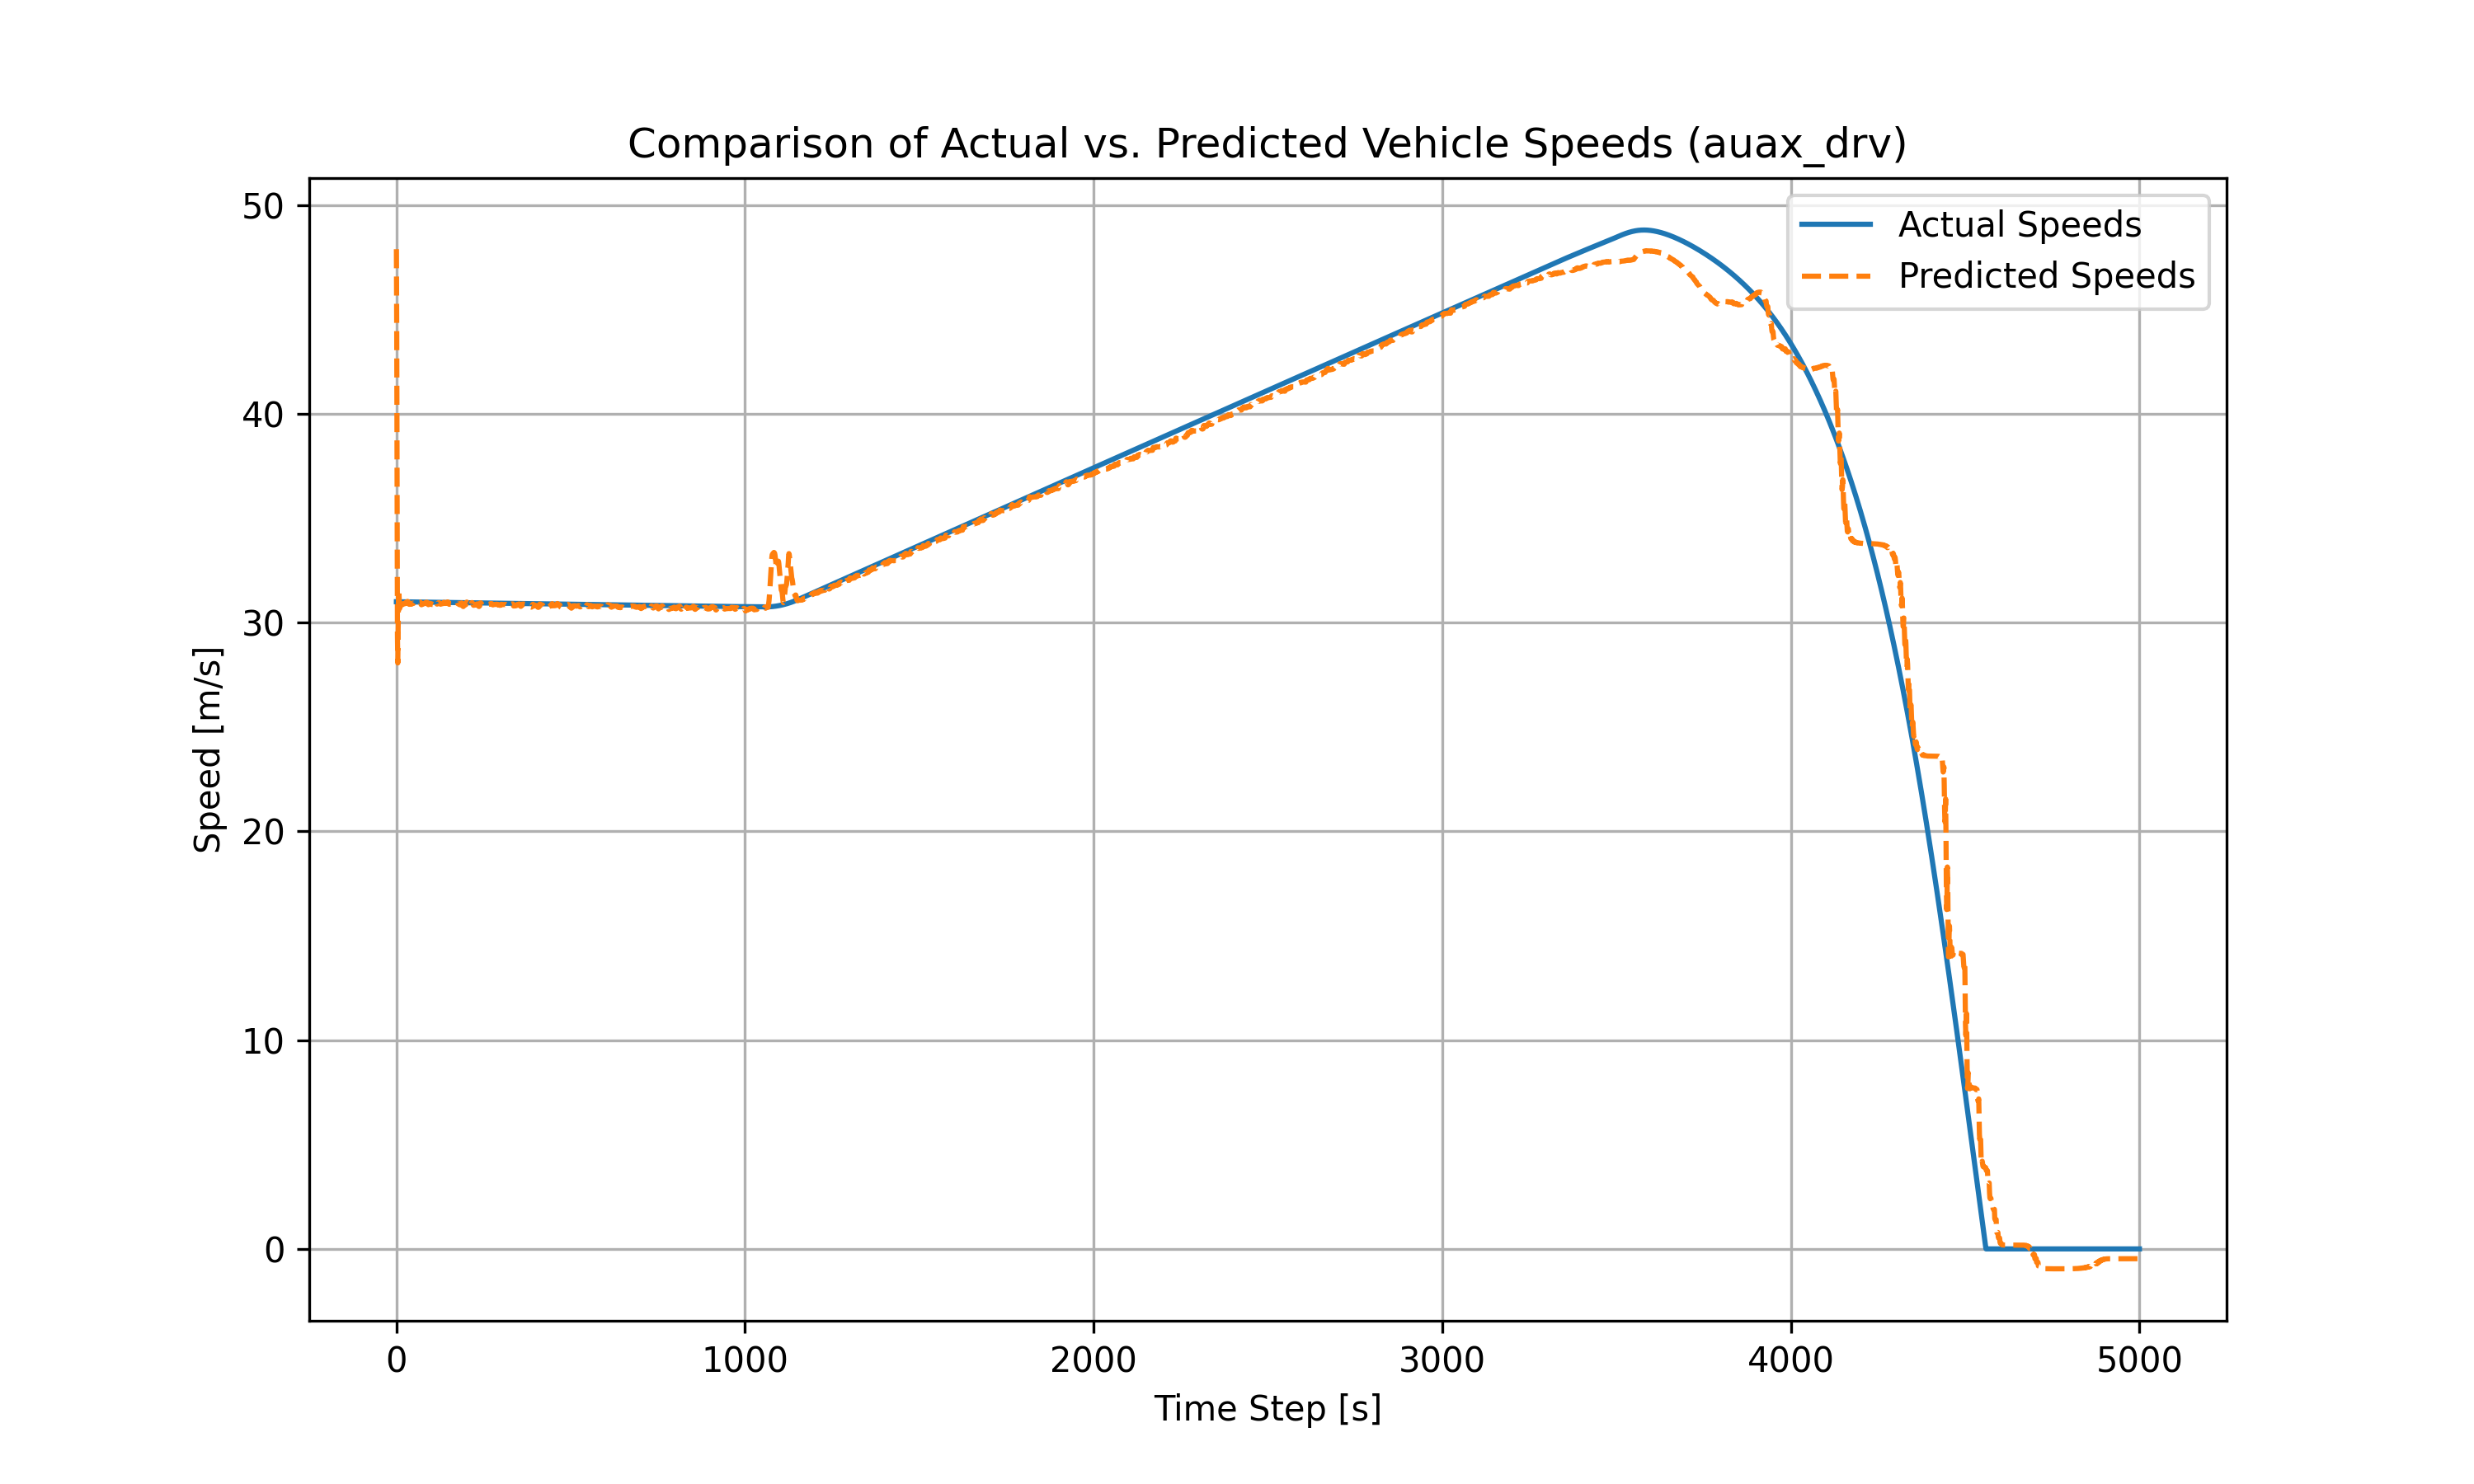 Comparison of Actual vs. Predicted Vehicle Speeds (auax_drv)
Actual Speeds
Predicted Speeds
50
40
30
20
10
0
Speed [m/s]
0 1000 2000 3000 4000 5000
Time Step [s]